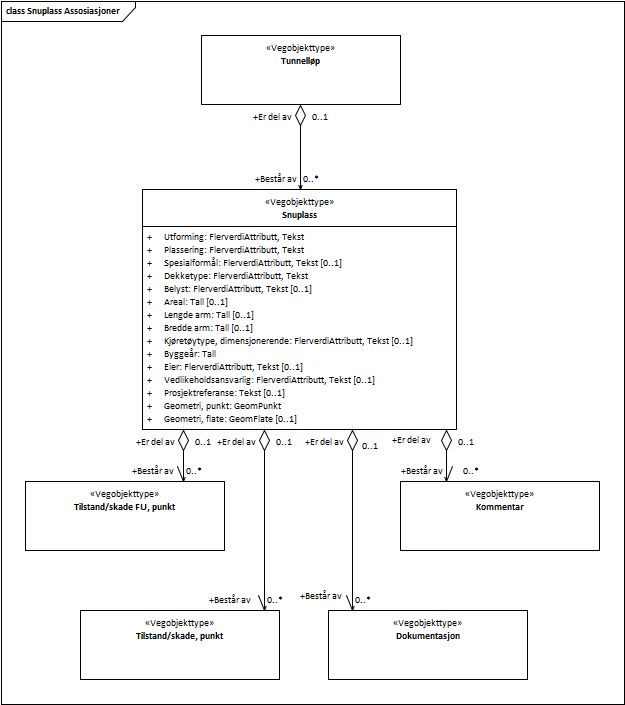 class Snuplass Assosiasjoner
«Vegobjekttype»
Tunnelløp
+Er del av 0..1
+Består av 0..*
«Vegobjekttype»
Snuplass
+ Utforming: FlerverdiAttributt, Tekst
+ Plassering: FlerverdiAttributt, Tekst
+ Spesialformål: FlerverdiAttributt, Tekst [0..1]
+ Dekketype: FlerverdiAttributt, Tekst
+ Belyst: FlerverdiAttributt, Tekst [0..1]
+ Areal: Tall [0..1]
+ Lengde arm: Tall [0..1]
+ Bredde arm: Tall [0..1]
+ Kjøretøytype, dimensjonerende: FlerverdiAttributt, Tekst [0..1]
+ Byggeår: Tall
+ Eier: FlerverdiAttributt, Tekst [0..1]
+ Vedlikeholdsansvarlig: FlerverdiAttributt, Tekst [0..1]
+ Prosjektreferanse: Tekst [0..1]
+ Geometri, punkt: GeomPunkt
+ Geometri, flate: GeomFlate [0..1]
+Er del av 0..1 +Er del av 0..1 +Er del av 0..1 +Er del av 0..1
+Består av 0..* +Består av 0..*
«Vegobjekttype»
Tilstand/skade FU, punkt
«Vegobjekttype»
Kommentar
+Består av 0..* +Består av 0..*
«Vegobjekttype»
Tilstand/skade, punkt
«Vegobjekttype»
Dokumentasjon